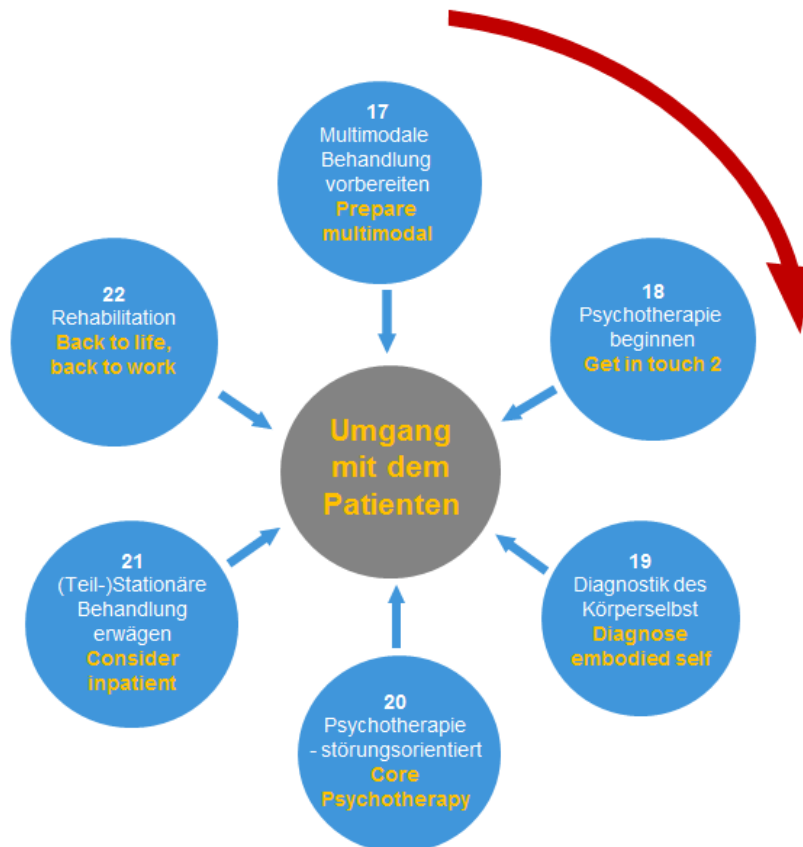 17
Multimodale
Behandlung
vorbereiten
Prepare
multimodal
18
Psychotherapie
beginnen
Get in touch 2
19
Diagnostik des
Körperselbst
Diagnose
embodied self
20
Psychotherapie
- störungsorientiert
Core
Psychotherapy
21
(Teil-)Stationäre
Behandlung
erwägen
Consider
inpatient
22
Rehabilitation
Back to life,
back to work
Umgang
mit dem
Patienten